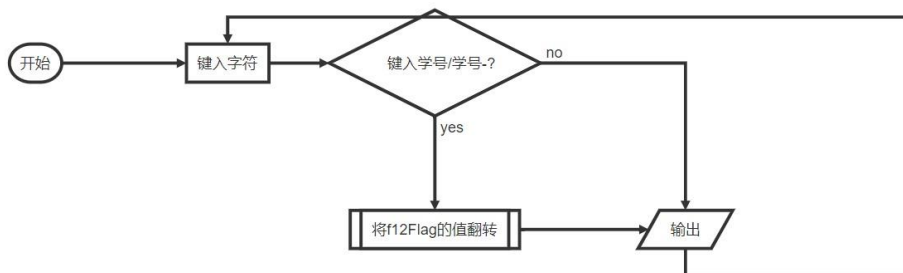 开始
键入字符
键入学号/学号-?
no
yes
将f12Flag的值翻转
输出